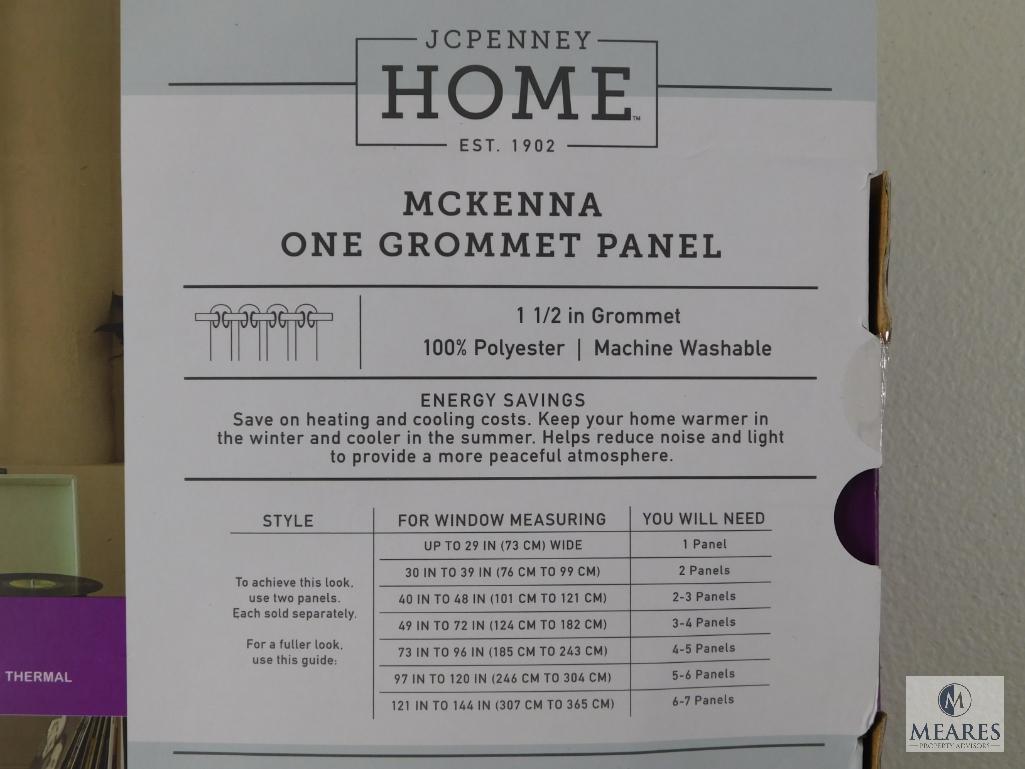 JCPENNEY
HOME™
EST. 1902
MCKENNA
ONE GROMMET PANEL
1 1/2 in Grommet
100% Polyester | Machine Washable
ENERGY SAVINGS
Save on heating and cooling costs. Keep your home warmer in
the winter and cooler in the summer. Helps reduce noise and light
to provide a more peaceful atmosphere.
STYLE FOR WINDOW MEASURING YOU WILL NEED
UP TO 29 IN (73 CM) WIDE 1 Panel
30 IN TO 39 IN (76 CM TO 99 CM) 2 Panels
40 IN TO 48 IN (101 CM TO 121 CM) 2-3 Panels
49 IN TO 72 IN (124 CM TO 182 CM) 3-4 Panels
73 IN TO 96 IN (185 CM TO 243 CM) 4-5 Panels
97 IN TO 120 IN (246 CM TO 304 CM) 5-6 Panels
121 IN TO 144 IN (307 CM TO 365 CM) 6-7 Panels
To achieve this look,
use two panels.
Each sold separately.
For a fuller look,
use this guide:
THERMAL
M
MEARES
PROPERTY ADVISORS